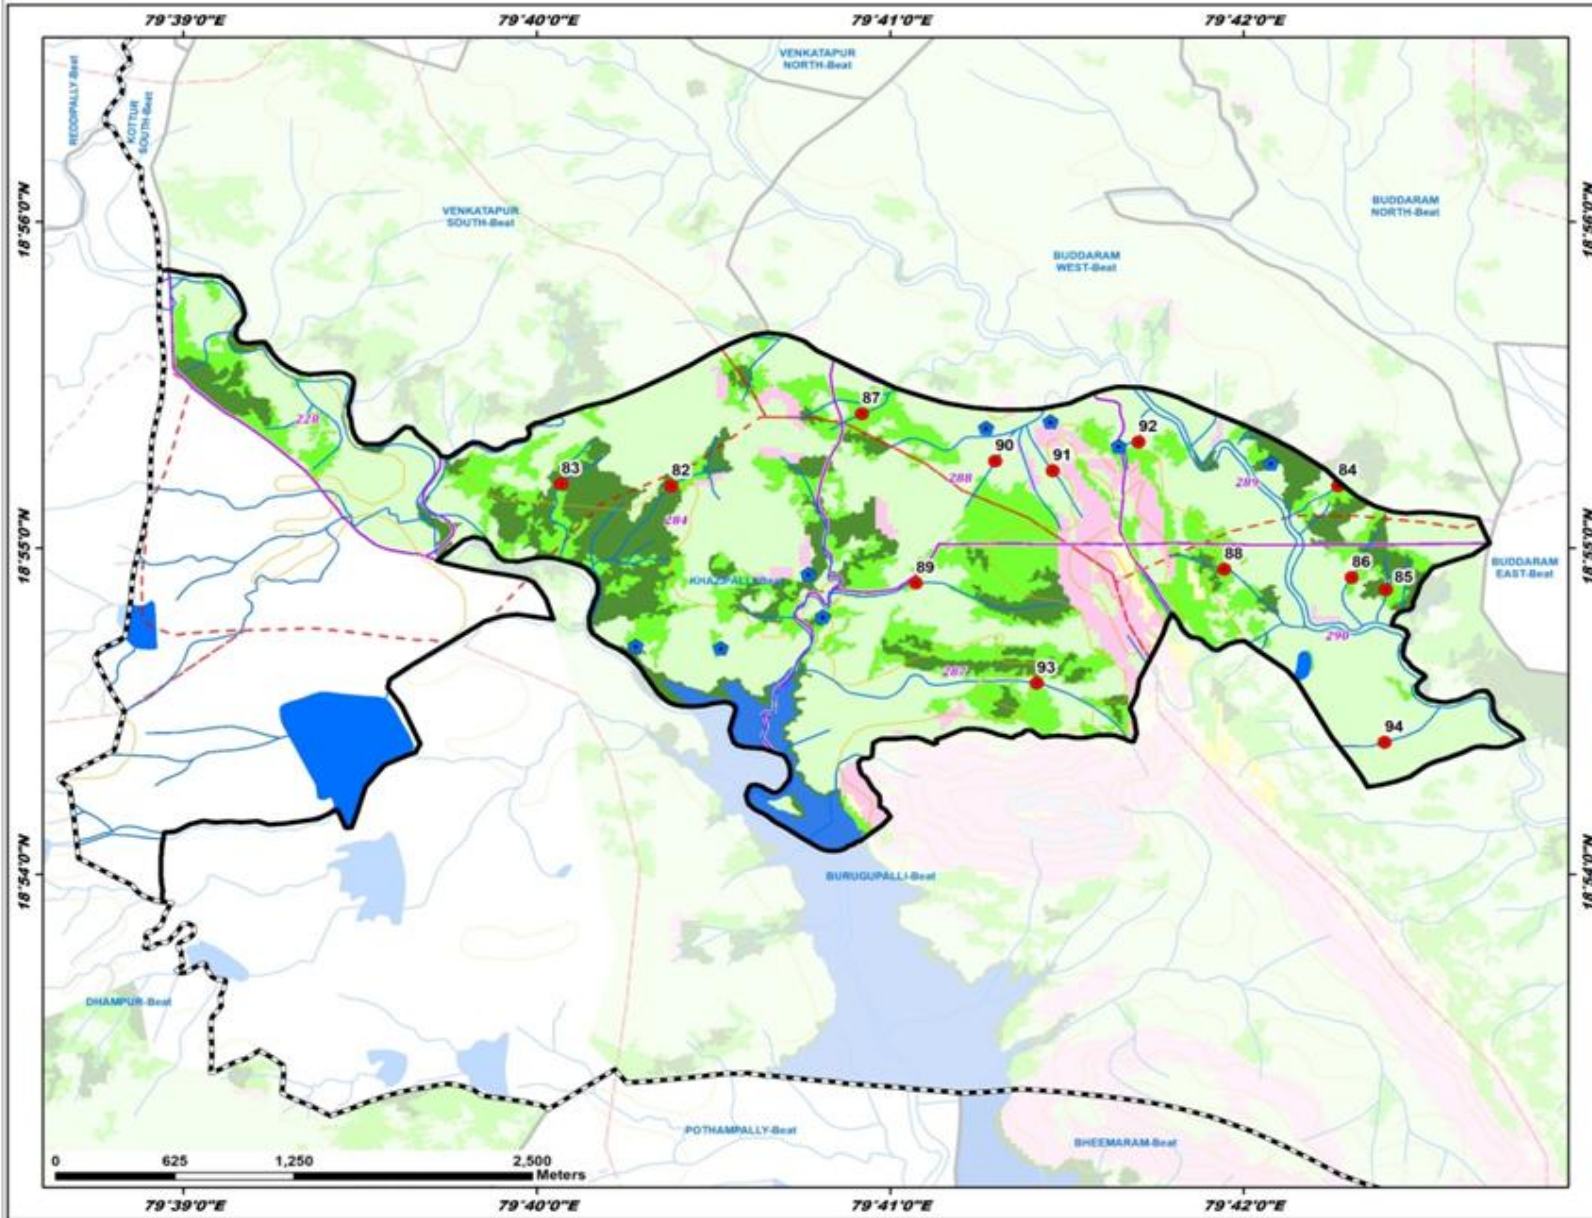 79°39'0"E
79°40'0"E
79°41'0"E
79°42'0"E
REDDIPALLY-Beat
KOTTUR
SOUTH-Beat
VENKATAPUR
NORTH-Beat
18°56'0"N
18°56'0"N
VENKATAPUR
SOUTH-Beat
BUDDARAM
NORTH-Beat
BUDDARAM
WEST-Beat
87
228
92
90
91
83
82
288
289
84
284
18°55'0"N
18°55'0"N
89
88
86
85
BUDDARAM
EAST-Beat
KHAZIPALLY-Beat
290
287
93
94
18°54'0"N
18°54'0"N
BURUGUPALLI-Beat
DHAMPUR-Beat
POTHAMPALLY-Beat
BHEEMARAM-Beat
0
625
1,250
2,500
Meters
79°39'0"E
79°40'0"E
79°41'0"E
79°42'0"E